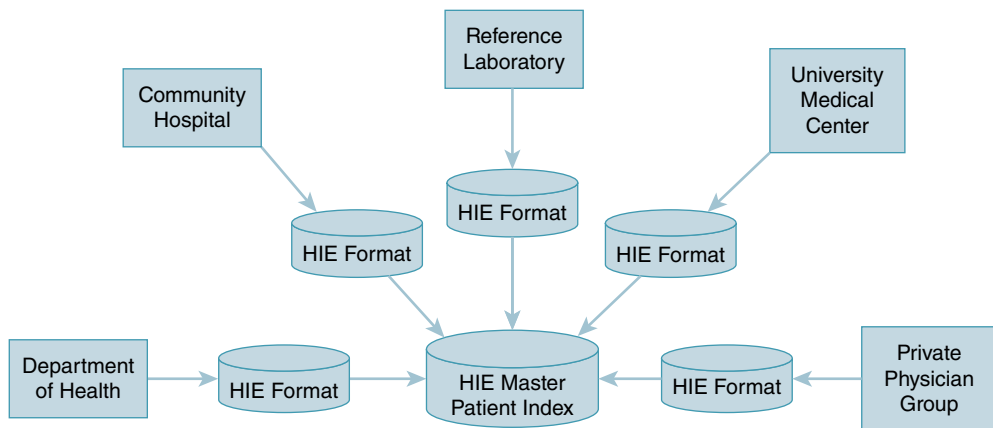 Reference
Laboratory
Community
Hospital
University
Medical
Center
HIE Format
HIE Format
HIE Format
Department
of Health
HIE Format
HIE Master
Patient Index
HIE Format
Private
Physician
Group